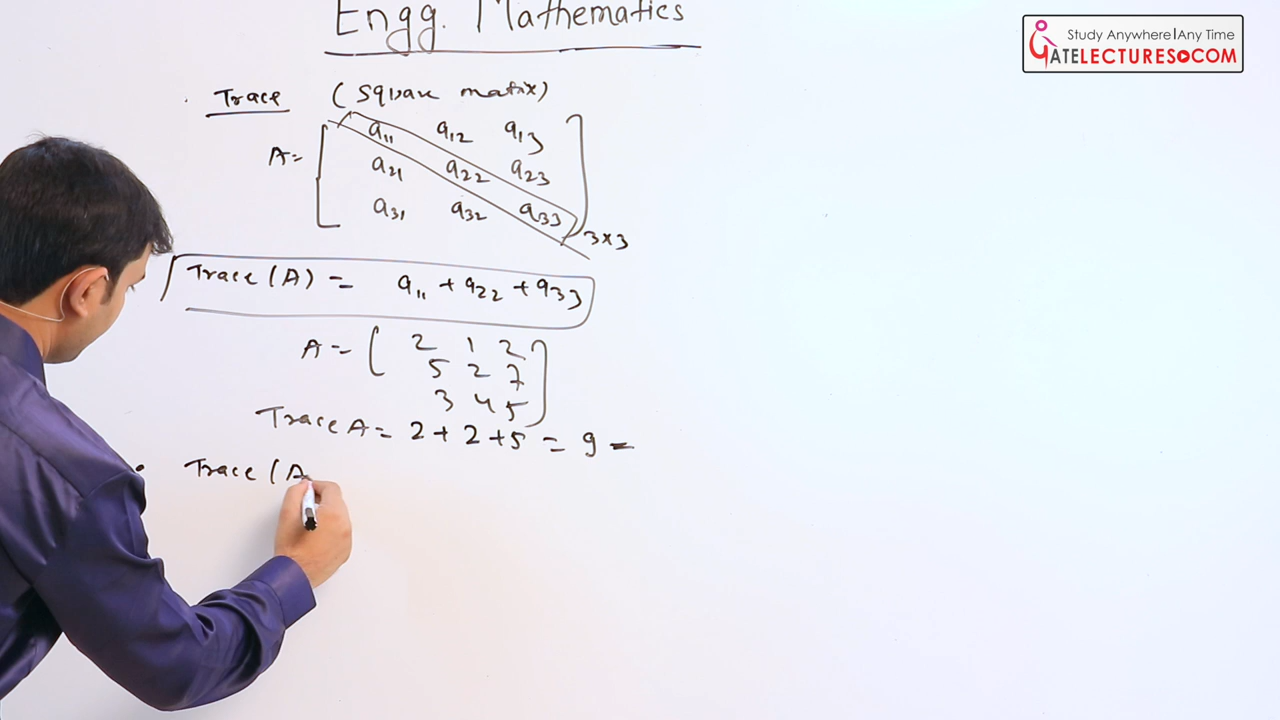 Engg. Mathematics
Study Anywhere|Any Time
GATELECTURES.COM
Trace (Square matrix)
A = [ a11 a12 a13
a21 a22 a23
a31 a32 a33 ] 3×3
Trace (A) = a11 + a22 + a33
A = [ 2 1 2
5 2 7
3 4 5 ]
Trace A = 2 + 2 + 5 = 9 =
• Trace (A